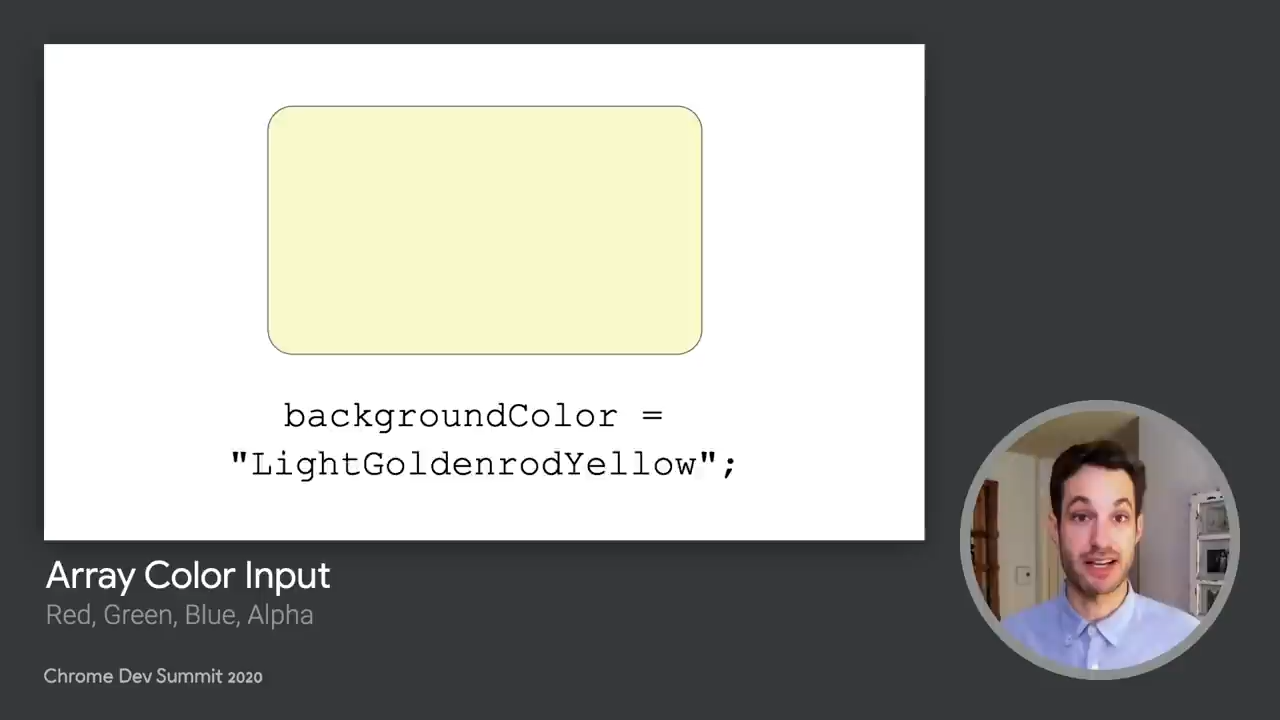 backgroundColor =
"LightGoldenrodYellow";
Array Color Input
Red, Green, Blue, Alpha
Chrome Dev Summit 2020